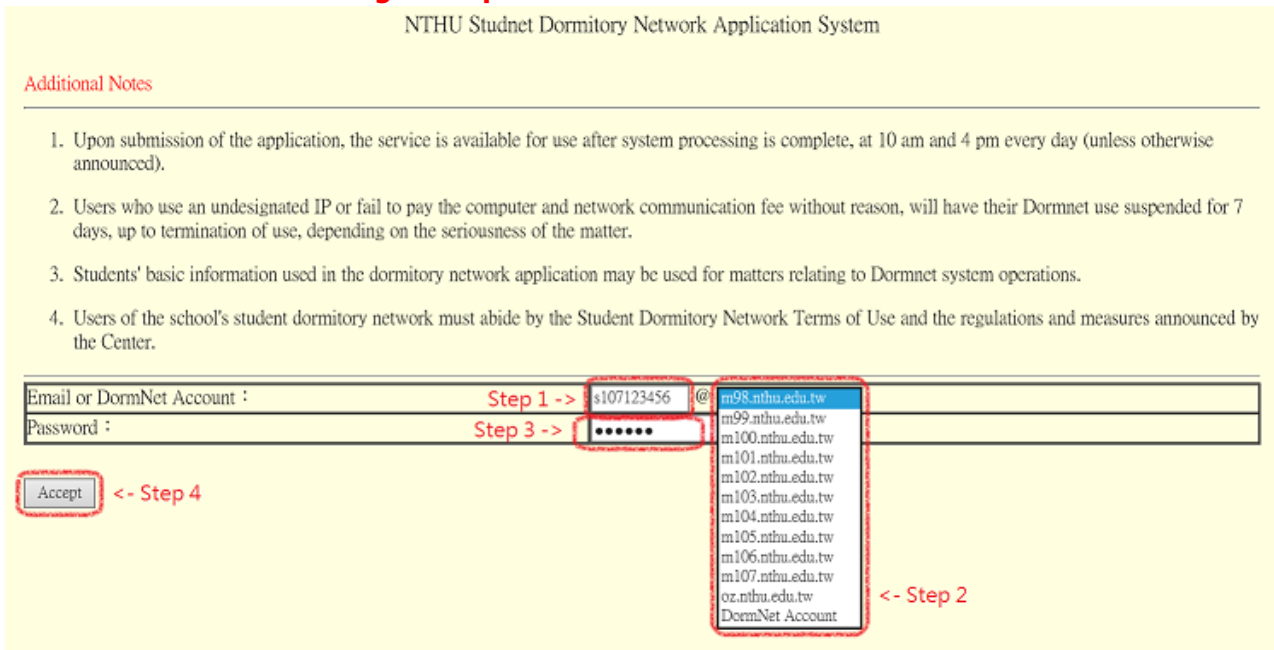 NTHU Studnet Dormitory Network Application System
Additional Notes
1. Upon submission of the application, the service is available for use after system processing is complete, at 10 am and 4 pm every day (unless otherwise
announced).
2. Users who use an undesignated IP or fail to pay the computer and network communication fee without reason, will have their Dormnet use suspended for 7
days, up to termination of use, depending on the seriousness of the matter.
3. Students' basic information used in the dormitory network application may be used for matters relating to Dormnet system operations.
4. Users of the school's student dormitory network must abide by the Student Dormitory Network Terms of Use and the regulations and measures announced by
the Center.
Email or DormNet Account： Step 1 -> s107123456 @ m98.nthu.edu.tw
m99.nthu.edu.tw
Password： Step 3 -> ●●●●●●
m100.nthu.edu.tw
m101.nthu.edu.tw
m102.nthu.edu.tw
Accept <- Step 4
m103.nthu.edu.tw
m104.nthu.edu.tw
m105.nthu.edu.tw
m106.nthu.edu.tw
m107.nthu.edu.tw
oz.nthu.edu.tw <- Step 2
DormNet Account